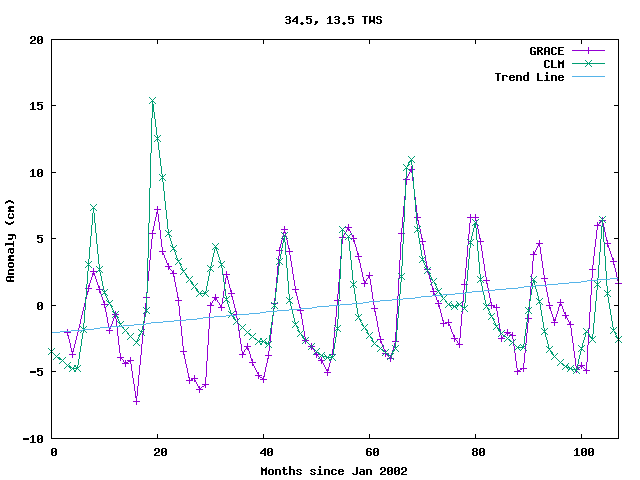 34.5, 13.5 TWS
GRACE
CLM
Trend Line
20
15
10
5
0
-5
-10
Anomaly (cm)
0 20 40 60 80 100
Months since Jan 2002